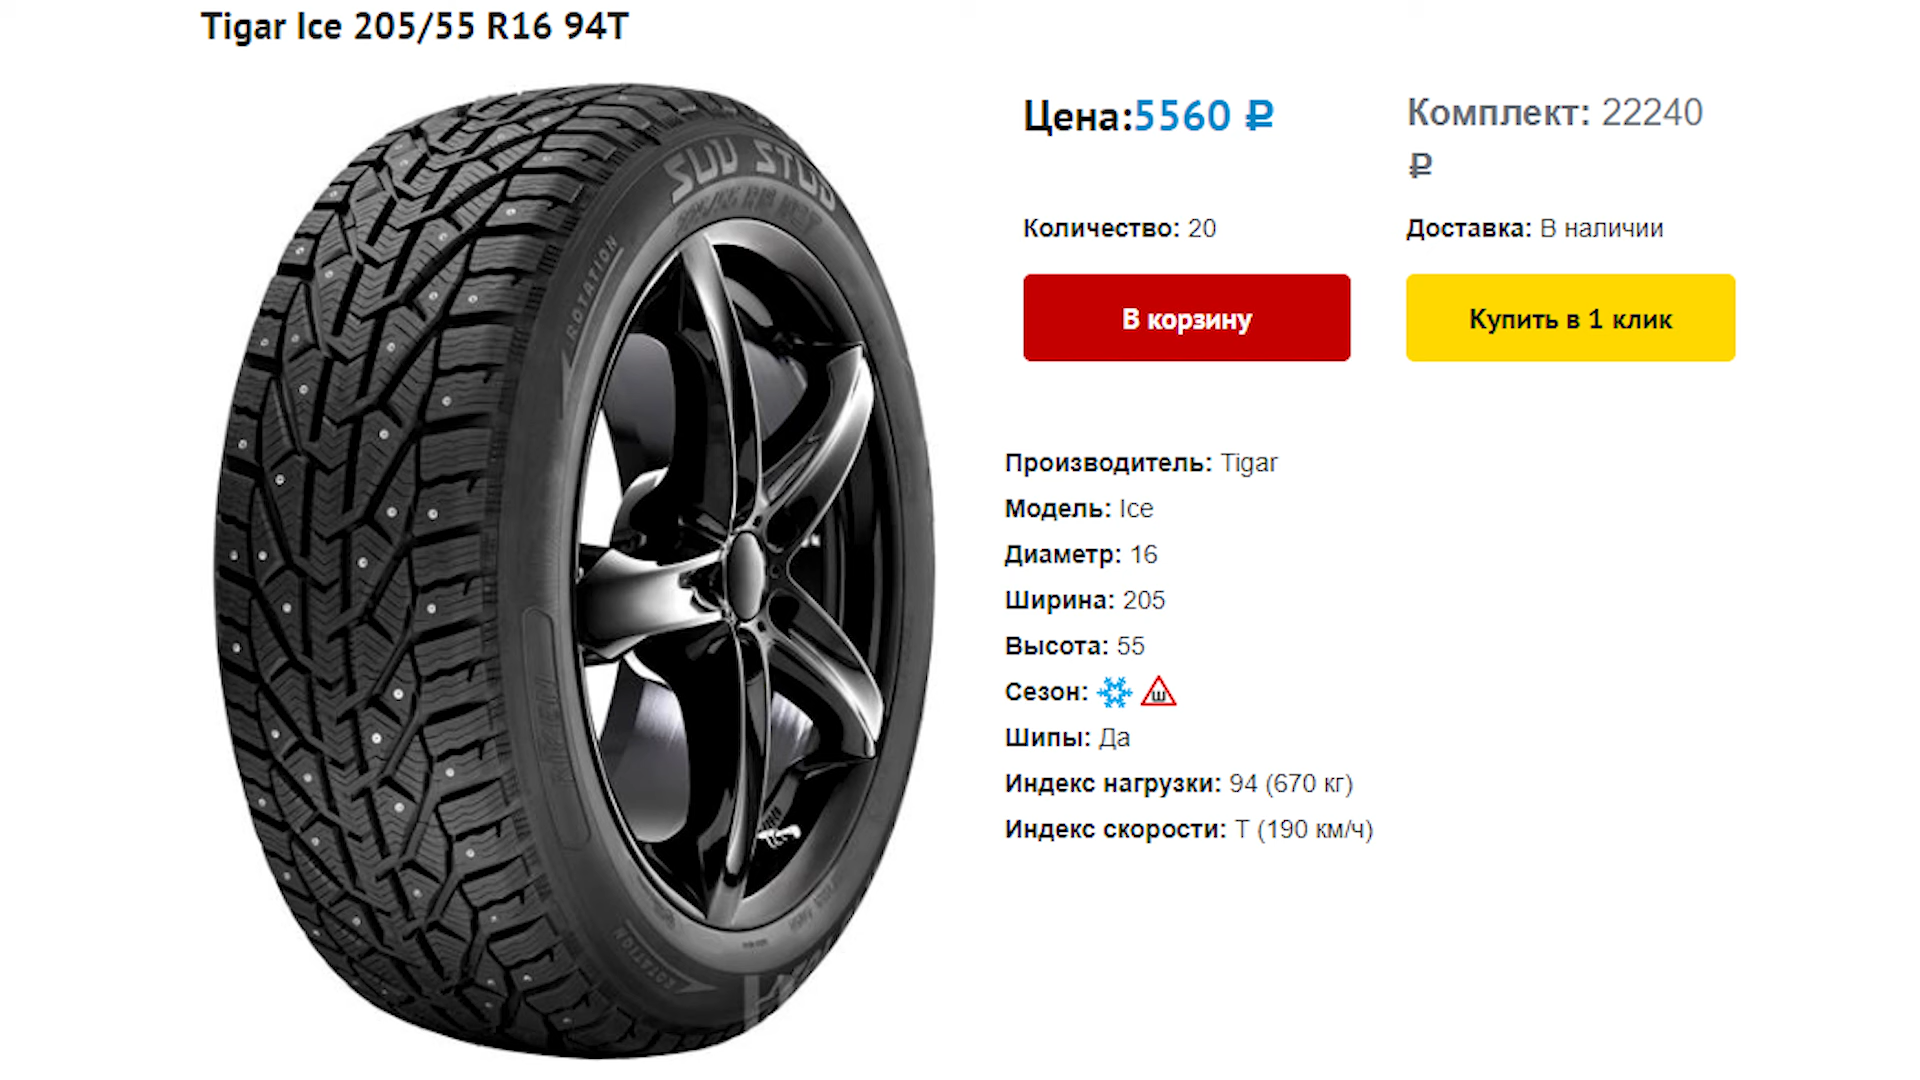 Tigar Ice 205/55 R16 94T
SUV STUD
ROTATION
ROTATION
Цена:5560 ₽
Комплект: 22240
₽
Количество: 20
Доставка: В наличии
В корзину
Купить в 1 клик
Производитель: Tigar
Модель: Ice
Диаметр: 16
Ширина: 205
Высота: 55
Сезон: Ш
Шипы: Да
Индекс нагрузки: 94 (670 кг)
Индекс скорости: T (190 км/ч)